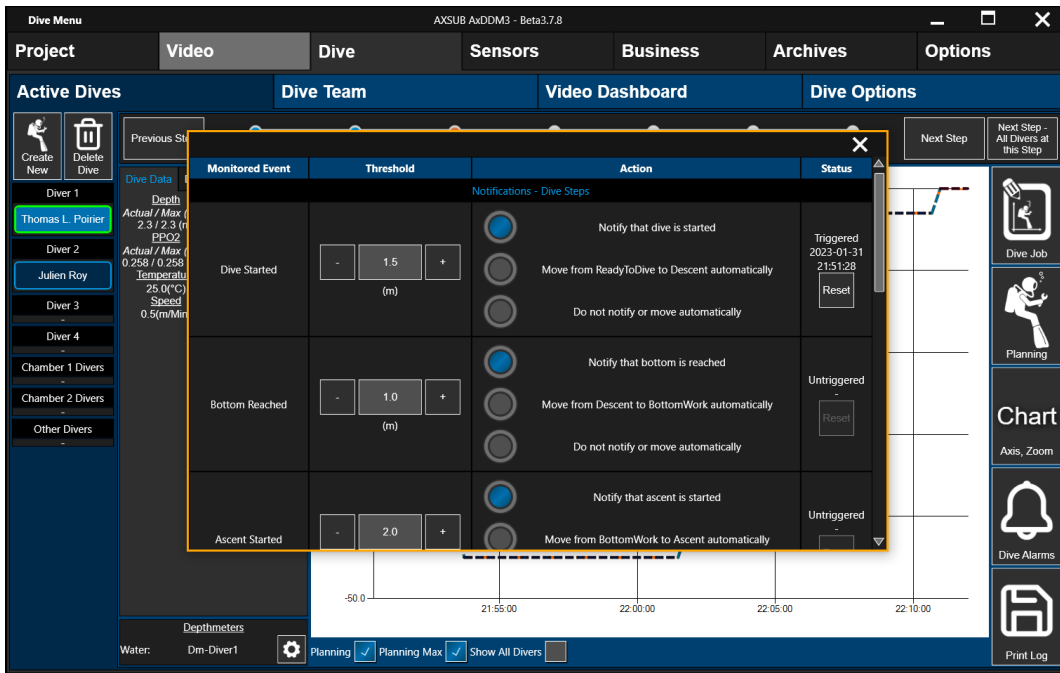 Dive Menu
AXSUB AxDDM3 - Beta3.7.8
Project
Video
Dive
Sensors
Business
Archives
Options
Active Dives
Dive Team
Video Dashboard
Dive Options
Create New
Delete Dive
Previous
Next Step
Next Step -
All Divers at
this Step
Diver 1
Thomas L. Poirier
Diver 2
Julien Roy
Diver 3
-
Diver 4
-
Chamber 1 Divers
-
Chamber 2 Divers
-
Other Divers
-
Dive Data
Depth
Actual / Max
2.3 / 2.3
PPO2
Actual / Max
0.258 / 0.258
25.0(°C)
Speed
Monitored Event
Threshold
Action
Status
Notifications - Dive Steps
Dive Started
-
1.5
+
(m)
Notify that dive is started
Move from ReadyToDive to Descent automatically
Do not notify or move automatically
Triggered
2023-01-31
21:51:28
Reset
Bottom Reached
-
1.0
+
(m)
Notify that bottom is reached
Move from Descent to BottomWork automatically
Do not notify or move automatically
Untriggered
-
Reset
Ascent Started
-
2.0
+
Notify that ascent is started
Move from BottomWork to Ascent automatically
Untriggered
-
-50.0
21:55:00
22:00:00
22:05:00
22:10:00
Depthmeters
Water:
Dm-Diver1
Planning
Planning Max
Show All Divers
Dive Job
Planning
Chart
Axis, Zoom
Dive Alarms
Print Log